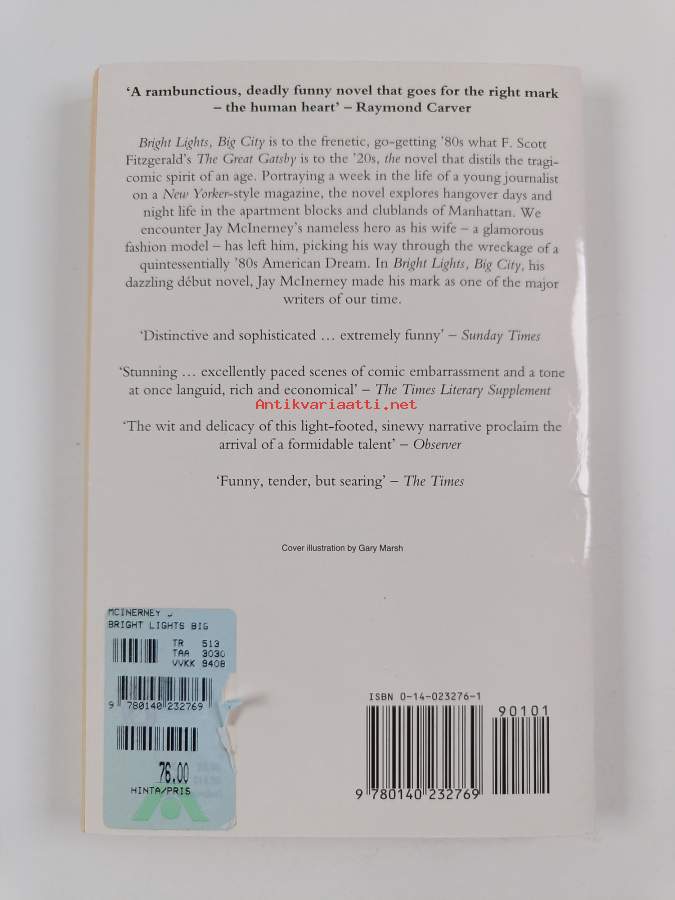 ‘A rambunctious, deadly funny novel that goes for the right mark
– the human heart’ – Raymond Carver
Bright Lights, Big City is to the frenetic, go-getting ’80s what F. Scott
Fitzgerald’s The Great Gatsby is to the ’20s, the novel that distils the tragi-
comic spirit of an age. Portraying a week in the life of a young journalist
on a New Yorker-style magazine, the novel explores hangover days and
night life in the apartment blocks and clublands of Manhattan. We
encounter Jay McInerney’s nameless hero as his wife – a glamorous
fashion model – has left him, picking his way through the wreckage of a
quintessentially ’80s American Dream. In Bright Lights, Big City, his
dazzling début novel, Jay McInerney made his mark as one of the major
writers of our time.
‘Distinctive and sophisticated … extremely funny’ – Sunday Times
‘Stunning … excellently paced scenes of comic embarrassment and a tone
at once languid, rich and economical’ – The Times Literary Supplement
Antikvariaatti.net
‘The wit and delicacy of this light-footed, sinewy narrative proclaim the
arrival of a formidable talent’ – Observer
‘Funny, tender, but searing’ – The Times
Cover illustration by Gary Marsh
MCINERNEY J
BRIGHT LIGHTS BIG
TR 513
TAA 3030
VVKK 9408
9 780140 232769
76.00
HINTA/PRIS
ISBN 0-14-023276-1
90101
9 780140 232769